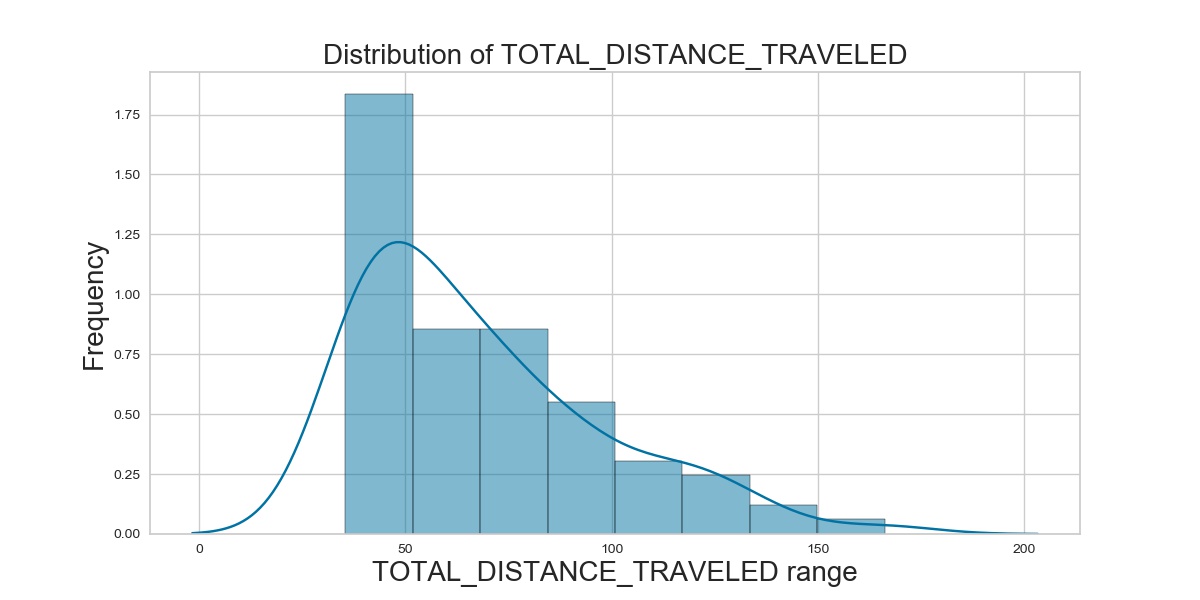 Distribution of TOTAL_DISTANCE_TRAVELED
1.75
1.50
1.25
1.00
0.75
0.50
0.25
0.00
Frequency
0 50 100 150 200
TOTAL_DISTANCE_TRAVELED range